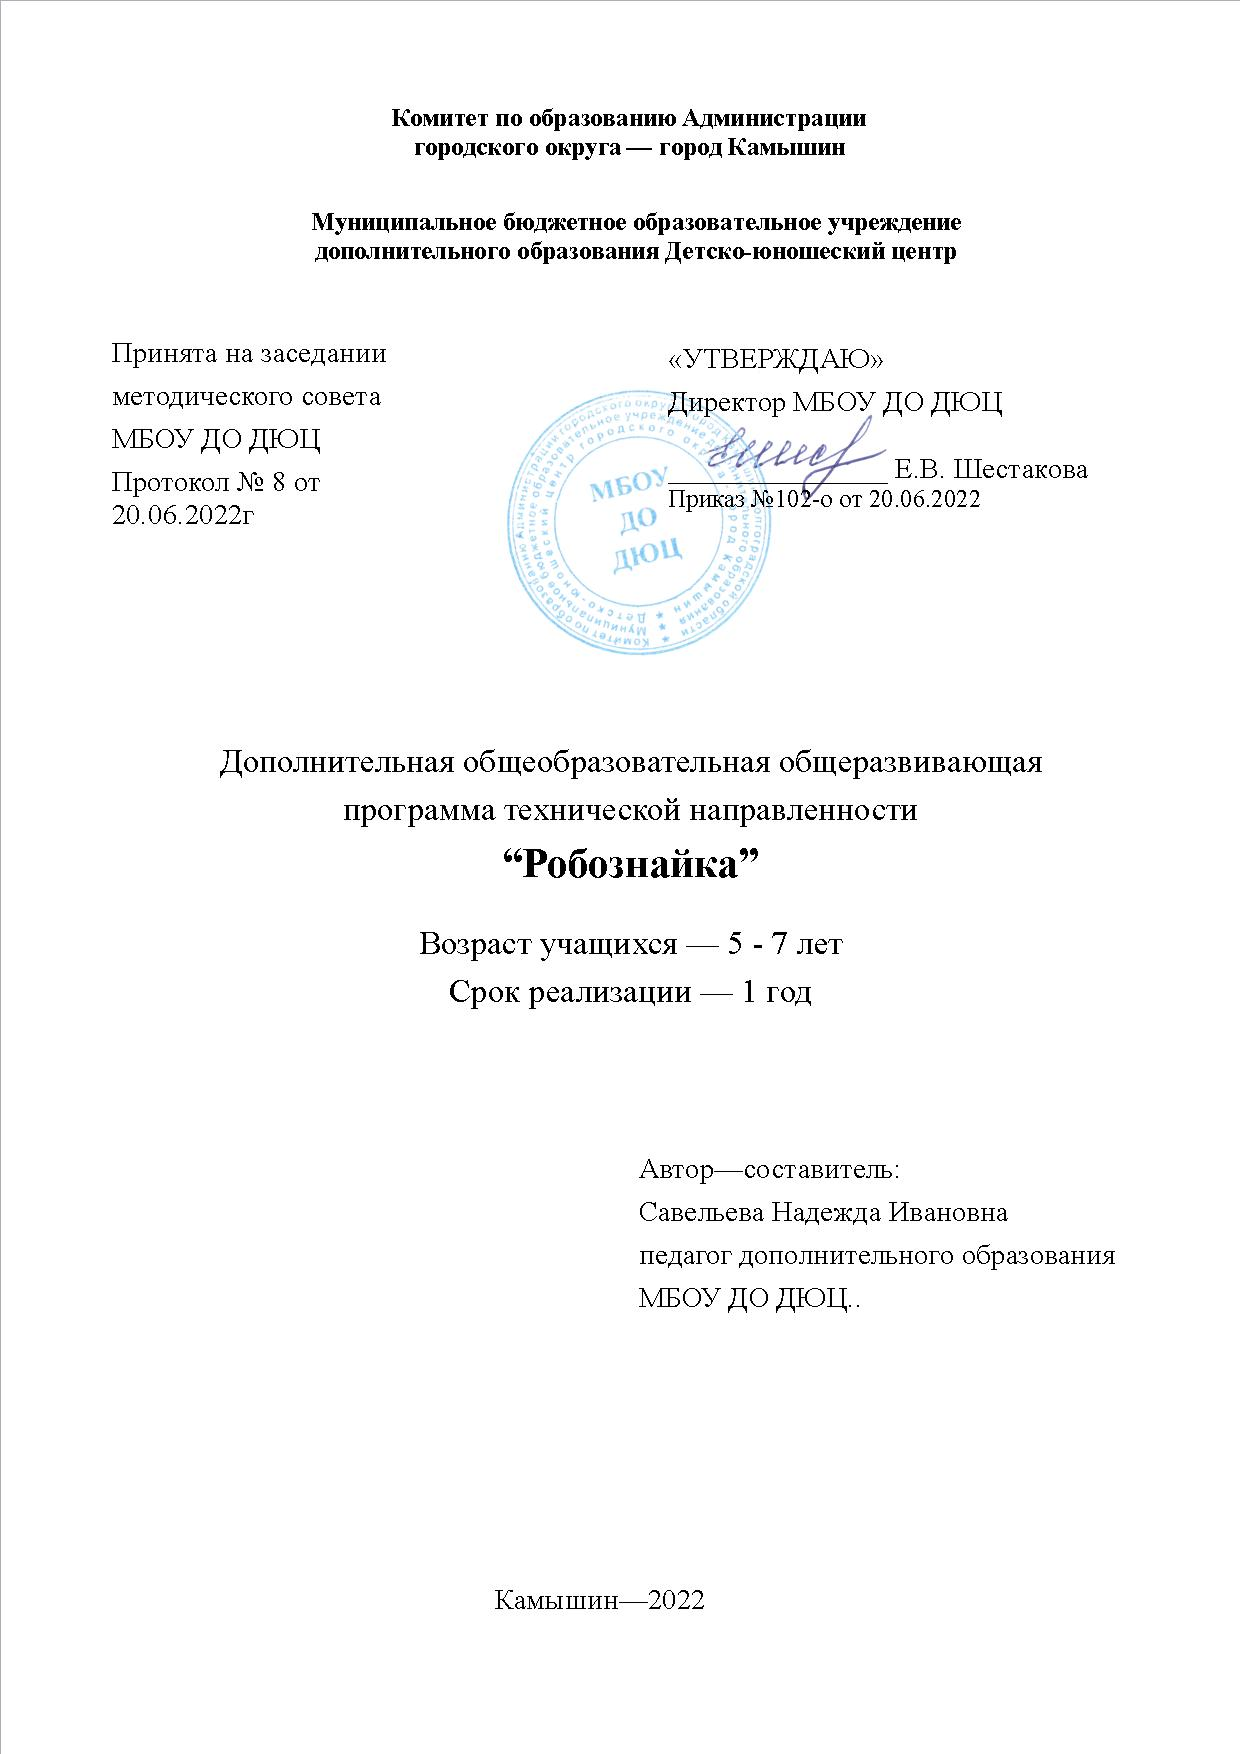 Комитет по образованию Администрации
городского округа — город Камышин
Муниципальное бюджетное образовательное учреждение
дополнительного образования Детско-юношеский центр
Принята на заседании
методического совета
МБОУ ДО ДЮЦ
Протокол № 8 от
20.06.2022г
«УТВЕРЖДАЮ»
Директор МБОУ ДО ДЮЦ
________________ Е.В. Шестакова
Приказ №102-о от 20.06.2022
МБОУ
ДО
ДЮЦ
Дополнительная общеобразовательная общеразвивающая
программа технической направленности
“Робознайка”
Возраст учащихся — 5 - 7 лет
Срок реализации — 1 год
Автор—составитель:
Савельева Надежда Ивановна
педагог дополнительного образования
МБОУ ДО ДЮЦ..
Камышин—2022